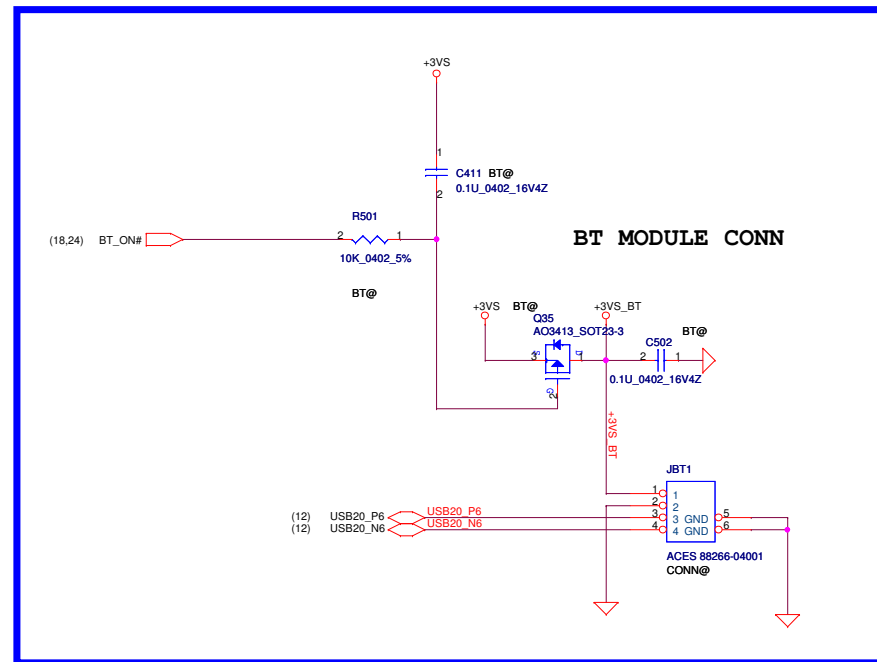 +3VS
1
C411 BT@
0.1U_0402_16V4Z
2
R501
(18,24) BT_ON#
2 1
10K_0402_5%
BT@
BT MODULE CONN
+3VS BT@ +3VS_BT
Q35
AO3413_SOT23-3
BT@
C502
3 S D 1
2 1
0.1U_0402_16V4Z
G
2
+3VS_BT
JBT1
1 1
2 2
(12) USB20_P6 USB20_P6 3 3 GND 5
(12) USB20_N6 USB20_N6 4 4 GND 6
ACES 88266-04001
CONN@